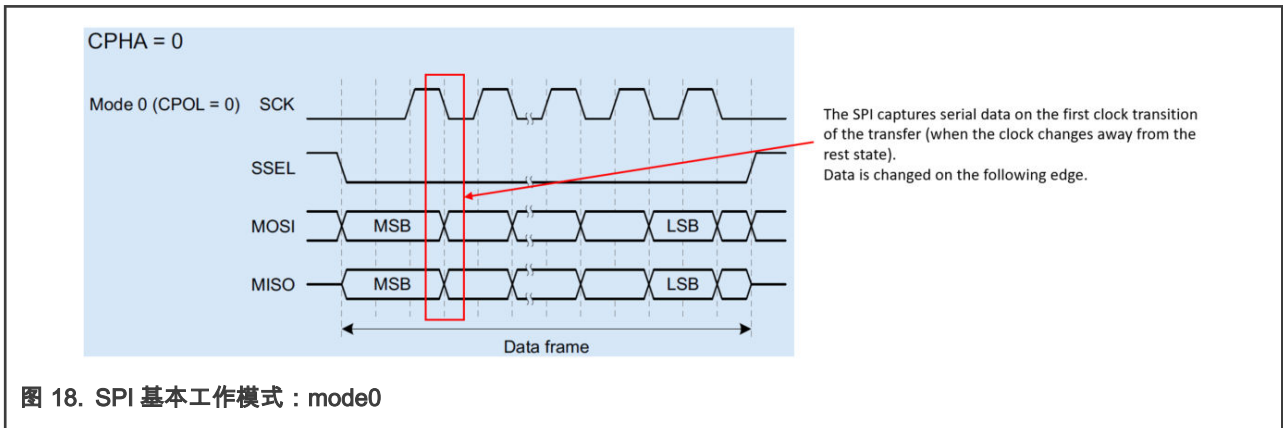 CPHA = 0
Mode 0 (CPOL = 0) SCK
SSEL
MOSI MSB LSB
MISO MSB LSB
Data frame
The SPI captures serial data on the first clock transition
of the transfer (when the clock changes away from the
rest state).
Data is changed on the following edge.
图 18. SPI 基本工作模式：mode0